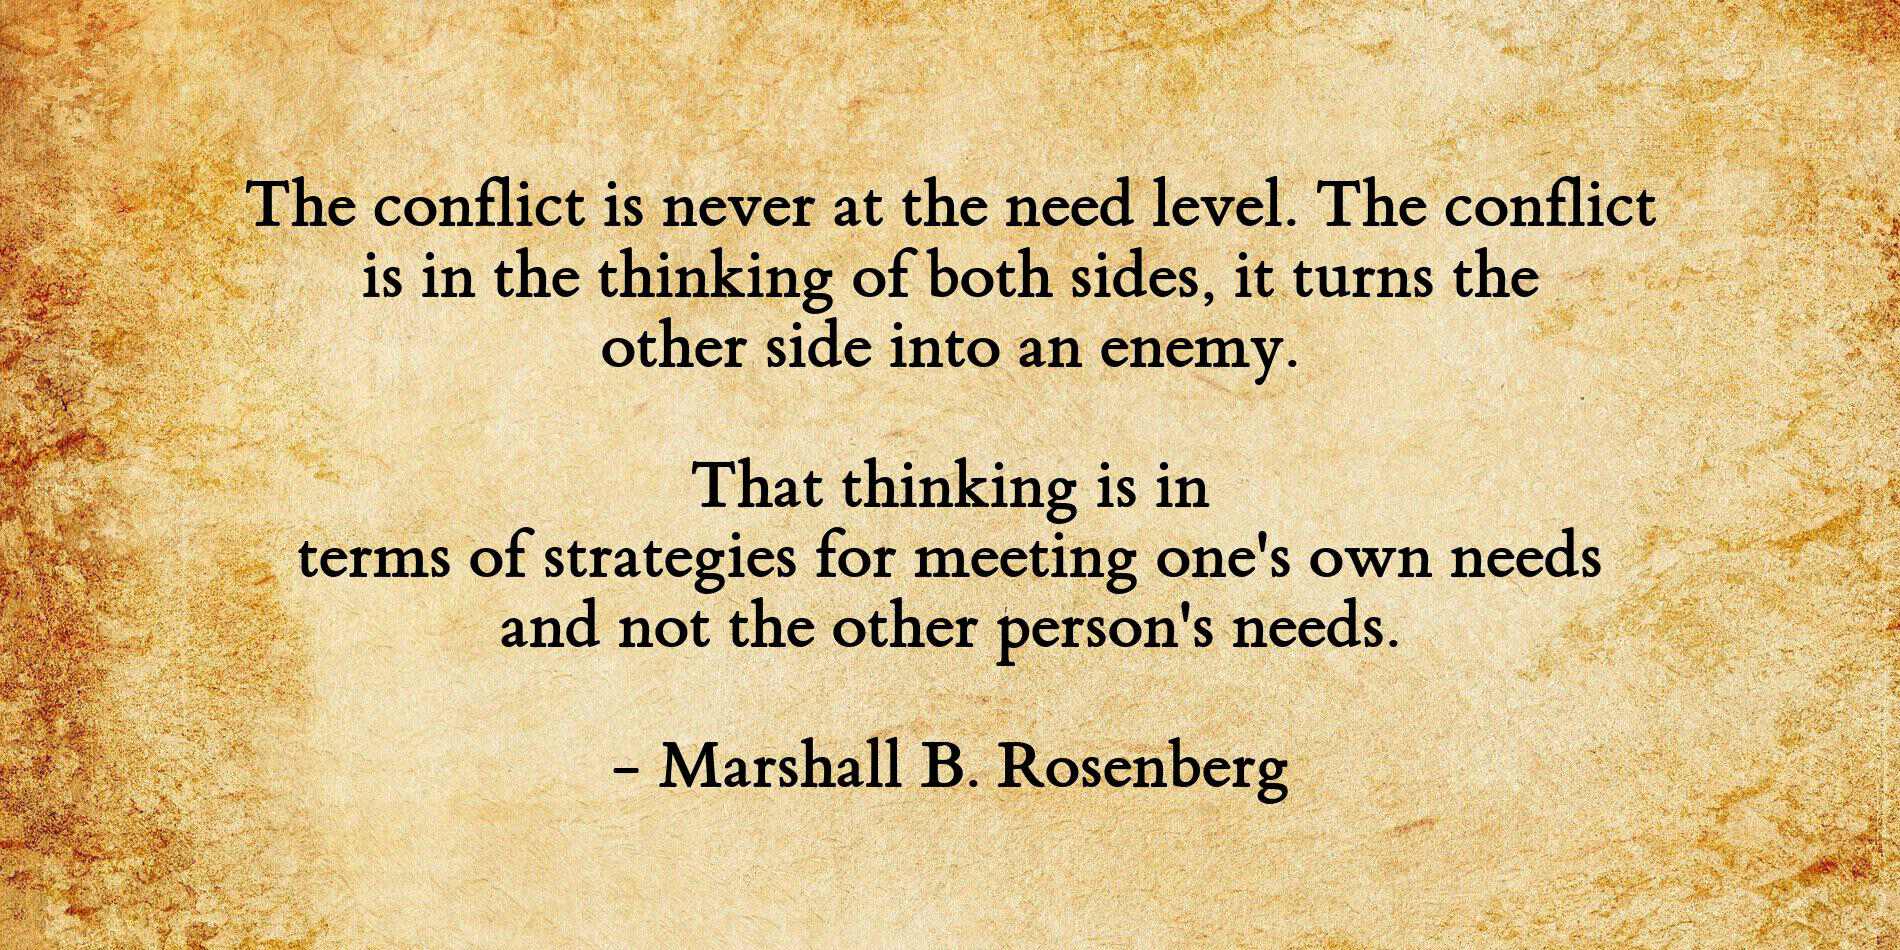 The conflict is never at the need level. The conflict
is in the thinking of both sides, it turns the
other side into an enemy.
That thinking is in
terms of strategies for meeting one's own needs
and not the other person's needs.
– Marshall B. Rosenberg